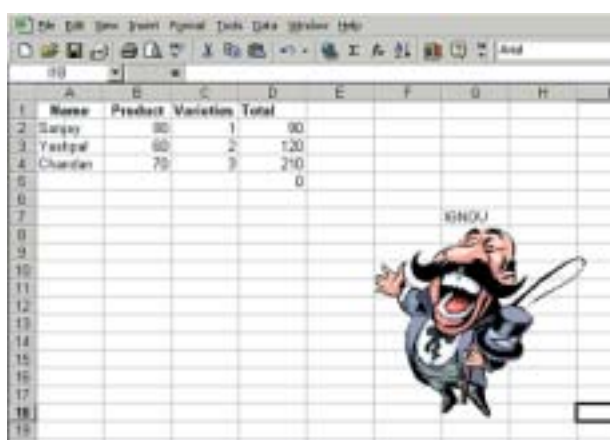 File Edit View Insert Format Tools Data Window Help
Arial
I18
A B C D E F G H
1 Name Product Varieties Total
2 Sanjay 90 1 90
3 Yashpal 60 2 120
4 Chandan 70 3 210
5 0
6
7 IGNOU
8
9
10
11
12
13
14
15
16
17
18
19